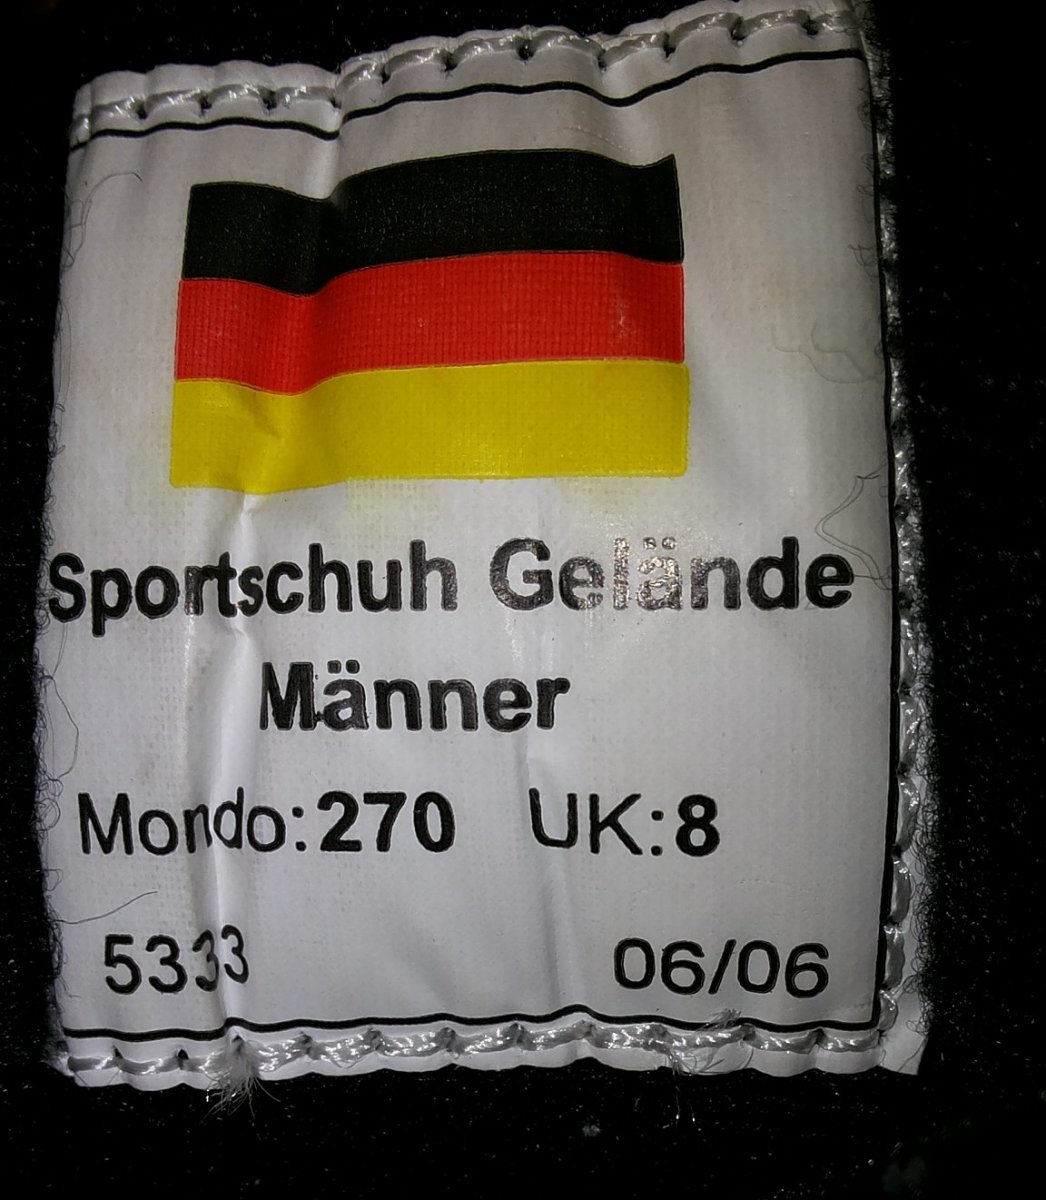 Sportschuh Gelände
Männer
Mondo:270 UK:8
5333 06/06